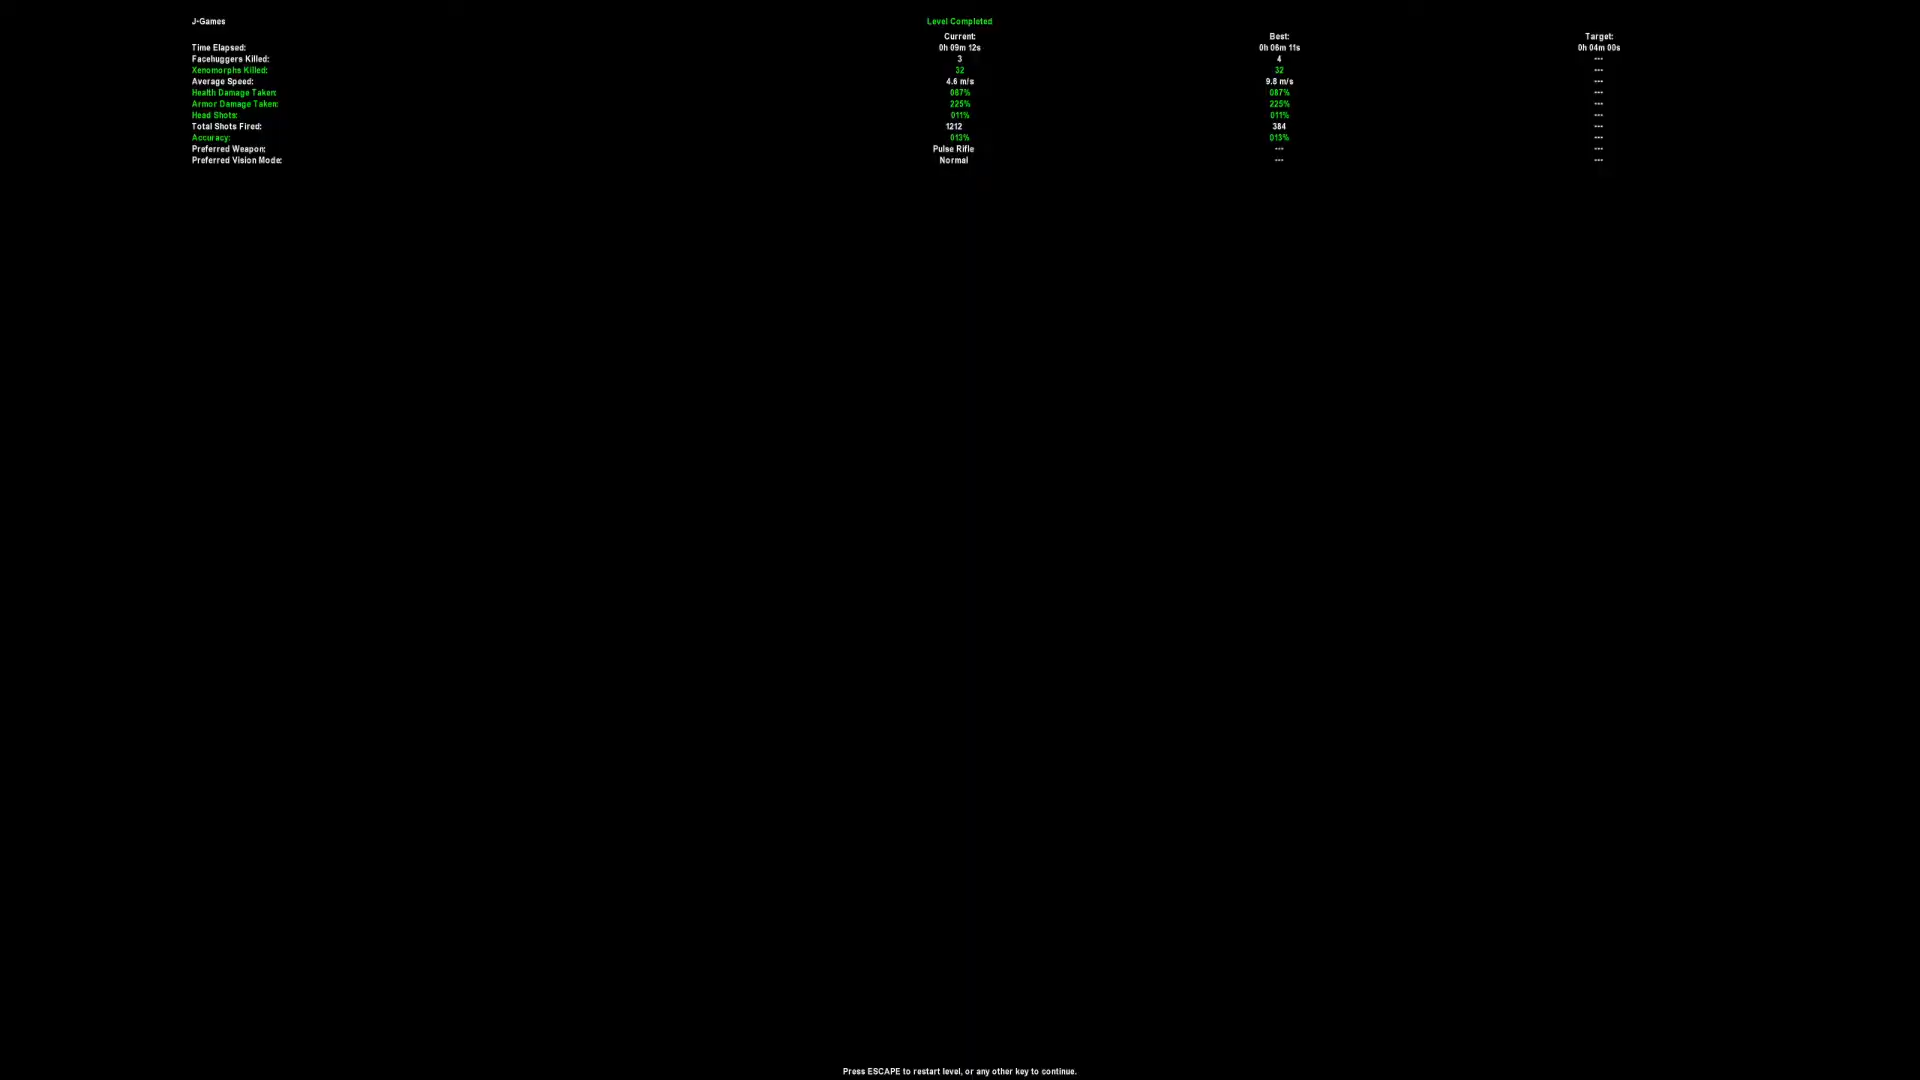 J-Games Level Completed
Current: Best: Target:
Time Elapsed: 0h 09m 12s 0h 06m 11s 0h 04m 00s
Facehuggers Killed: 3 4 ---
Xenomorphs Killed: 32 32 ---
Average Speed: 4.6 m/s 9.8 m/s ---
Health Damage Taken: 087% 087% ---
Armor Damage Taken: 225% 225% ---
Head Shots: 011% 011% ---
Total Shots Fired: 1212 384 ---
Accuracy: 013% 013% ---
Preferred Weapon: Pulse Rifle --- ---
Preferred Vision Mode: Normal --- ---
Press ESCAPE to restart level, or any other key to continue.